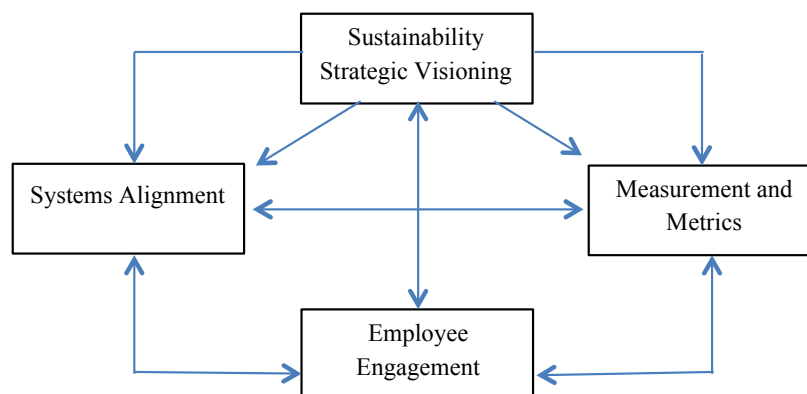 Sustainability
Strategic Visioning
Systems Alignment
Measurement and
Metrics
Employee
Engagement